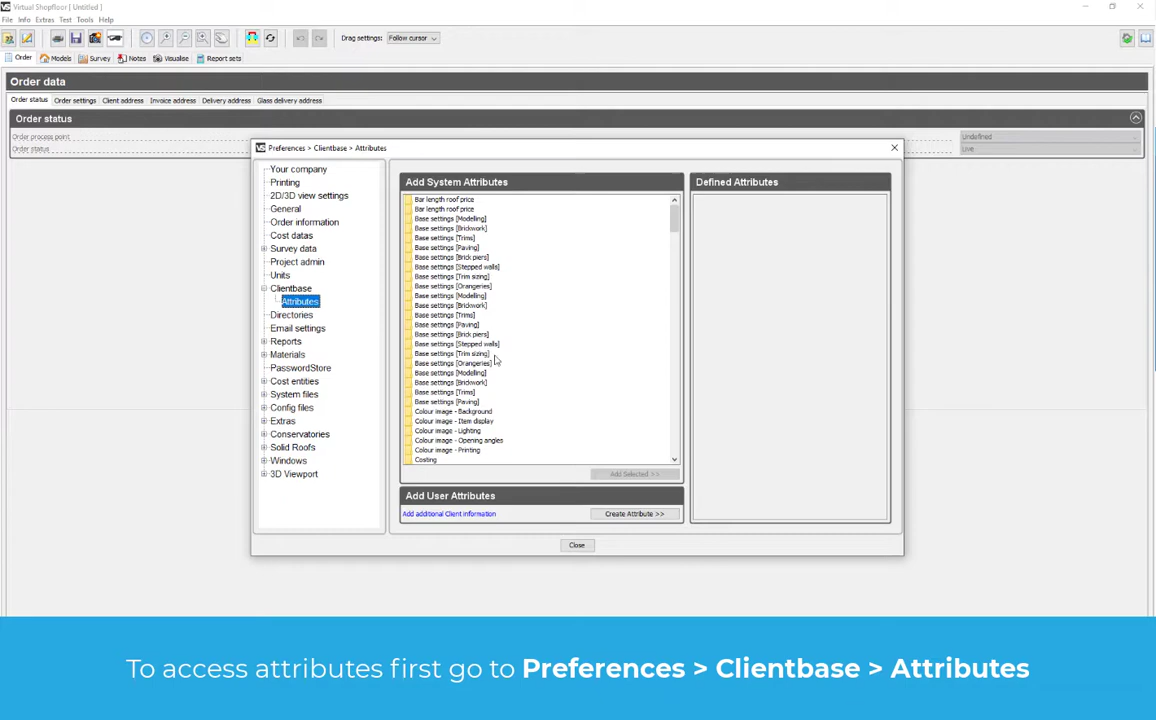 VS Virtual Shopfloor [ Untitled ]
File Info Extras Test Tools Help
Drag settings: Follow cursor
Order Models Survey Notes Visualise Report sets
Order data
Order status Order settings Client address Invoice address Delivery address Glass delivery address
Order status
Order process point Undefined
Order status Live
VS Preferences > Clientbase > Attributes
Your company
Printing
2D/3D view settings
General
Order information
Cost datas
Survey data
Project admin
Units
Clientbase
Attributes
Directories
Email settings
Reports
Materials
PasswordStore
Cost entities
System files
Config files
Extras
Conservatories
Solid Roofs
Windows
3D Viewport
Add System Attributes
Bar length roof price
Bar length roof price
Base settings [Modelling]
Base settings [Brickwork]
Base settings [Trims]
Base settings [Paving]
Base settings [Brick piers]
Base settings [Stepped walls]
Base settings [Trim sizing]
Base settings [Orangeries]
Base settings [Modelling]
Base settings [Brickwork]
Base settings [Trims]
Base settings [Paving]
Base settings [Brick piers]
Base settings [Stepped walls]
Base settings [Trim sizing]
Base settings [Orangeries]
Base settings [Modelling]
Base settings [Brickwork]
Base settings [Trims]
Base settings [Paving]
Colour image - Background
Colour image - Item display
Colour image - Lighting
Colour image - Opening angles
Colour image - Printing
Costing
Add Selected >>
Add User Attributes
Add additional Client information
Create Attribute >>
Defined Attributes
Close
To access attributes first go to Preferences > Clientbase > Attributes